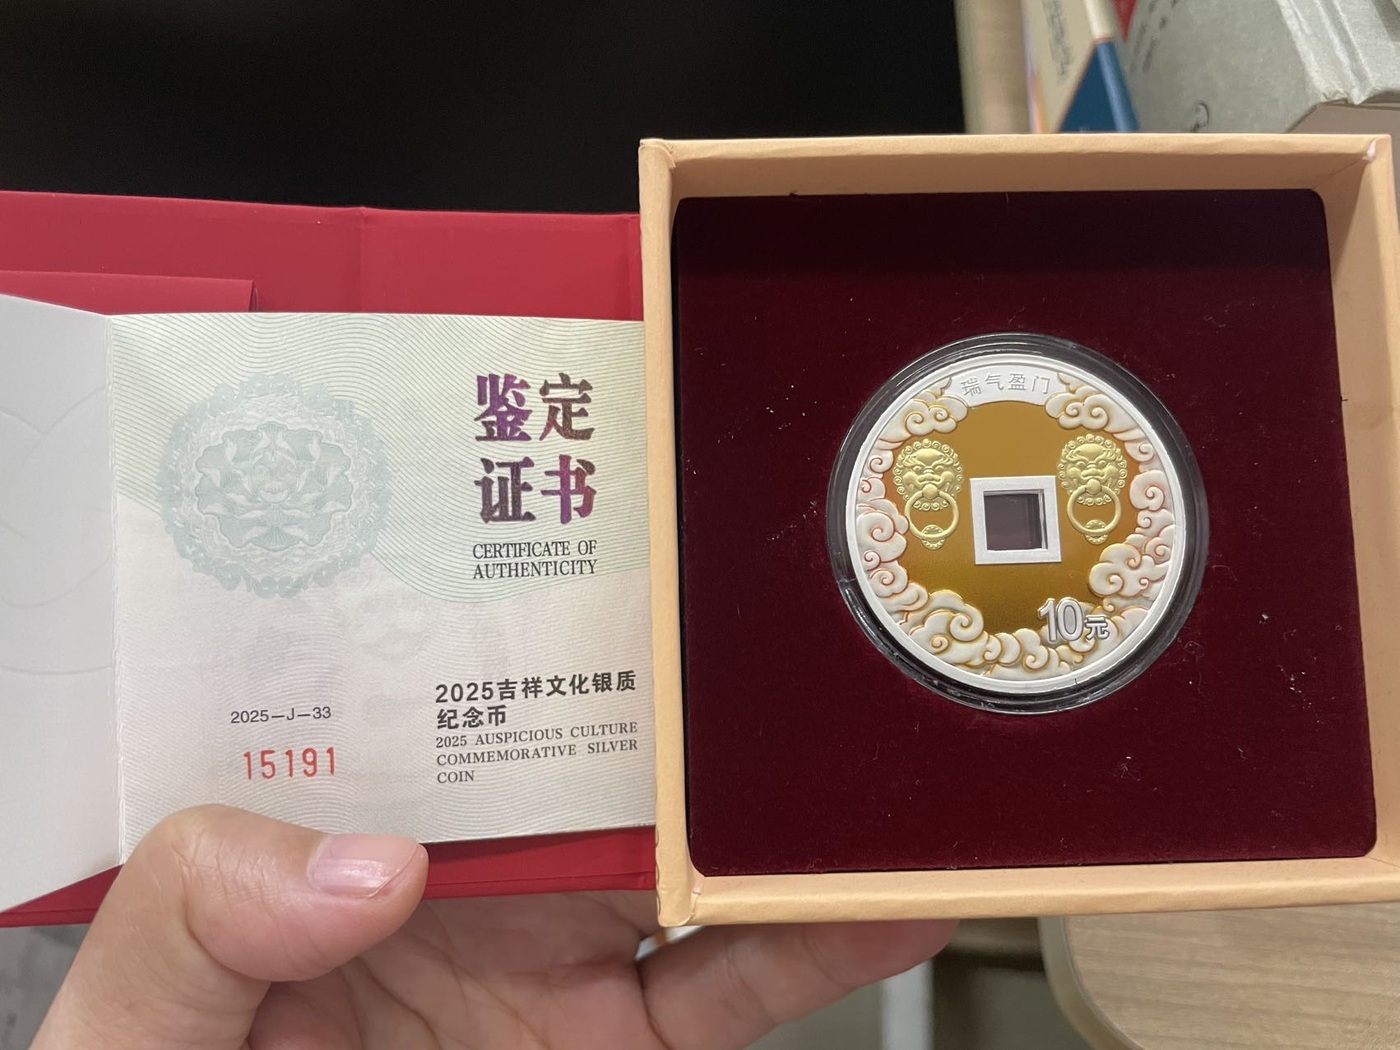 鉴定
证书
CERTIFICATE OF
AUTHENTICITY
2025吉祥文化银质
纪念币
2025 AUSPICIOUS CULTURE
COMMEMORATIVE SILVER
COIN
2025—J—33
15191
瑞气盈门
10元